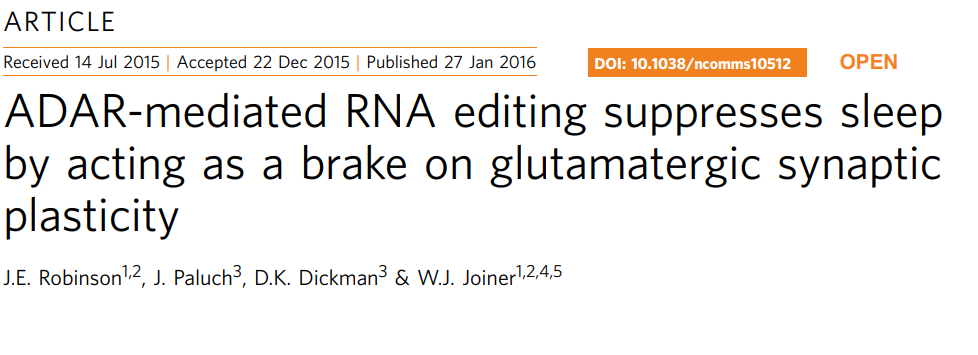 ARTICLE
Received 14 Jul 2015 | Accepted 22 Dec 2015 | Published 27 Jan 2016
DOI: 10.1038/ncomms10512
OPEN
ADAR-mediated RNA editing suppresses sleep
by acting as a brake on glutamatergic synaptic
plasticity
J.E. Robinson1,2, J. Paluch3, D.K. Dickman3 & W.J. Joiner1,2,4,5